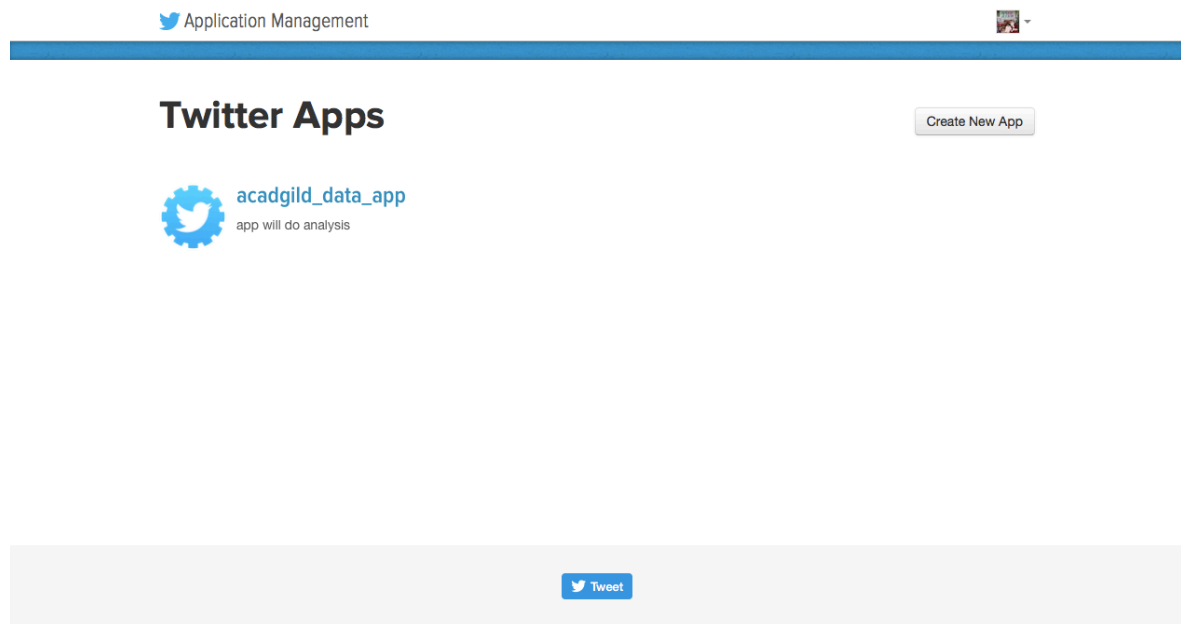 Application Management
Twitter Apps
Create New App
acadgild_data_app
app will do analysis
Tweet